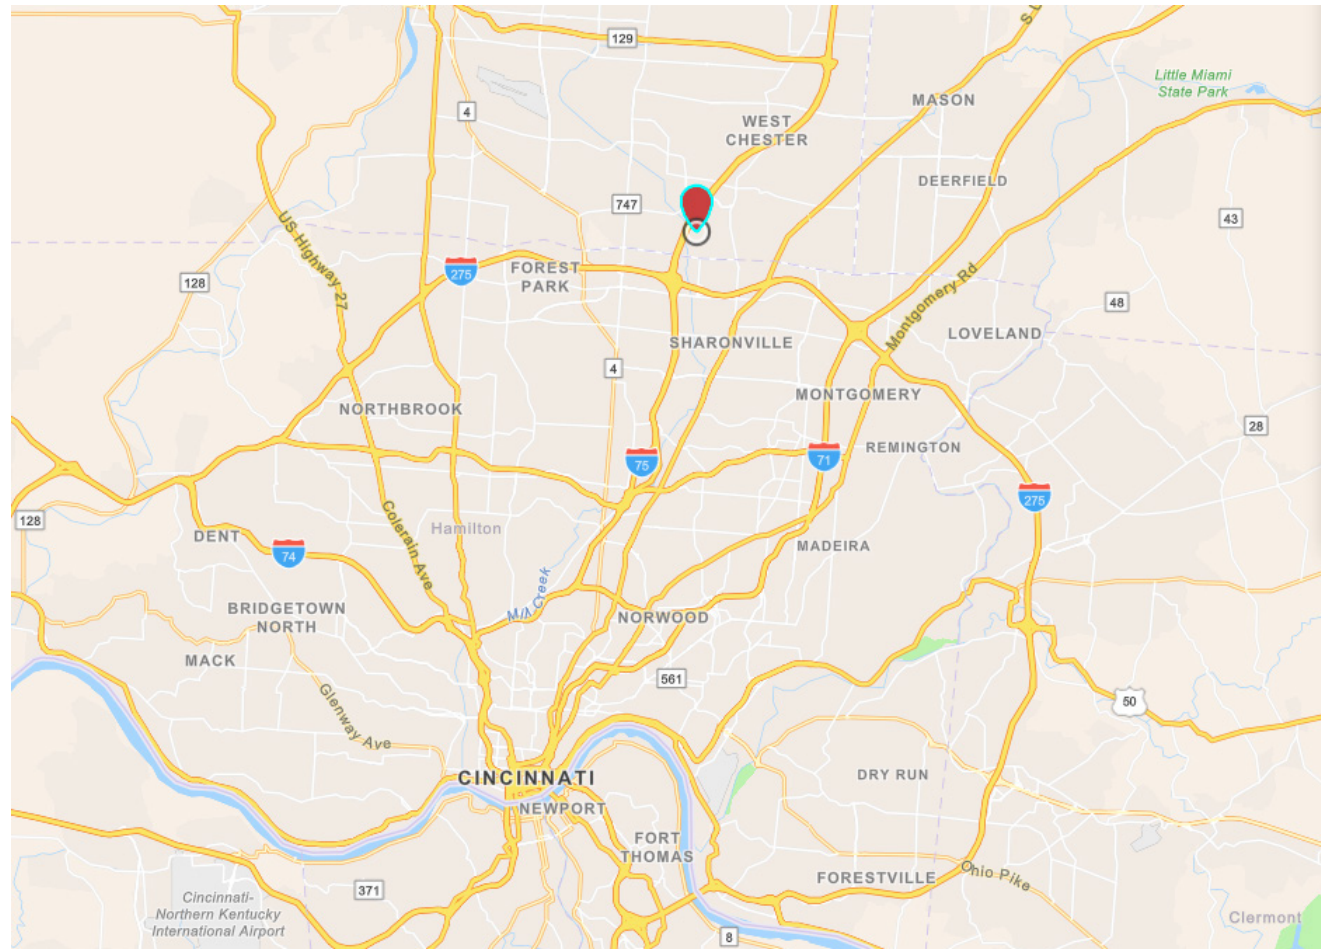 S U
129
Little Miami
State Park
MASON
4
WEST
CHESTER
DEERFIELD
747
43
US Highway 27
275
FOREST
PARK
128
Montgomery Rd
48
LOVELAND
SHARONVILLE
4
MONTGOMERY
NORTHBROOK
28
REMINGTON
75
71
275
128
Colerain Ave
Hamilton
DENT
MADEIRA
74
Mill Creek
BRIDGETOWN
NORTH
NORWOOD
MACK
561
50
Glenway Ave
DRY RUN
CINCINNATI
NEWPORT
FORT
THOMAS
Ohio Pike
FORESTVILLE
371
Cincinnati-
Northern Kentucky
International Airport
Clermont
8